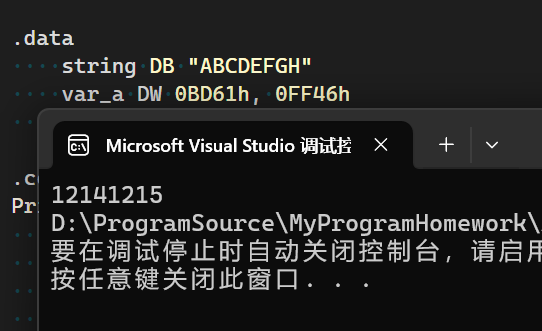 .data
string DB "ABCDEFGH"
var_a DW 0BD61h, 0FF46h
Microsoft Visual Studio 调试控
.c
Pr
12141215
D:\ProgramSource\MyProgramHomework\
要在调试停止时自动关闭控制台，请启用
按任意键关闭此窗口. . .